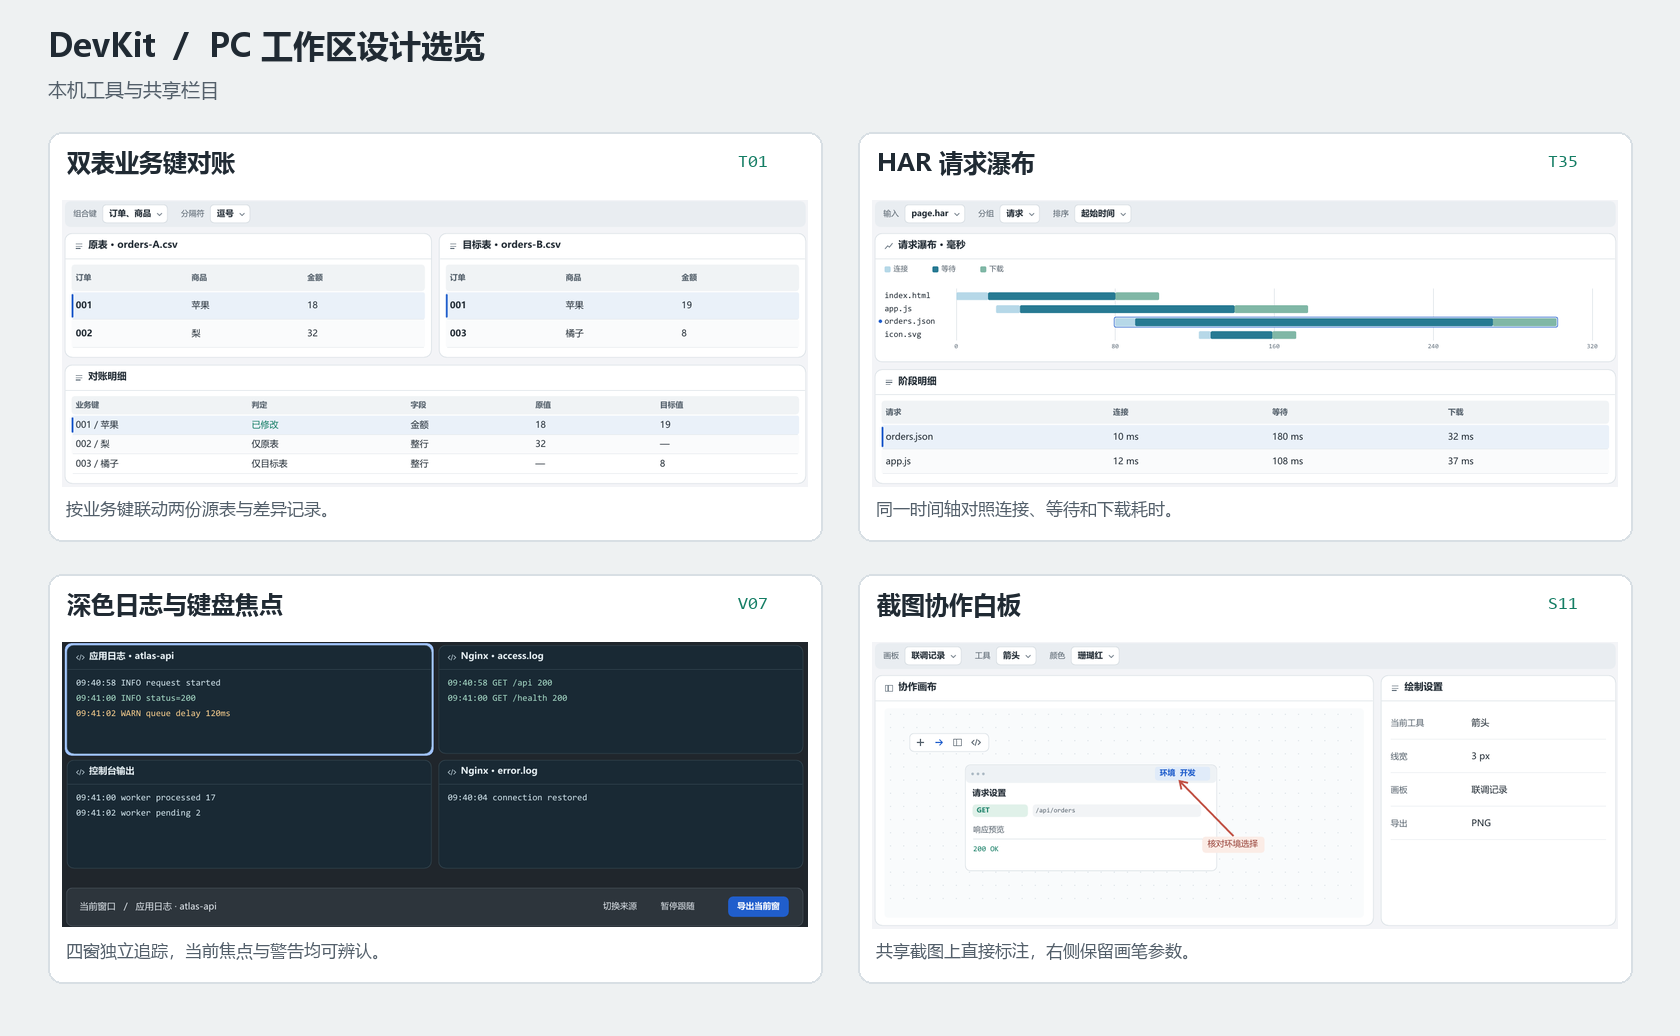 DevKit / PC 工作区设计选览
本机工具与共享栏目
双表业务键对账 T01
组合键 订单、商品 分隔符 逗号
原表 • orders-A.csv
订单 商品 金额
001 苹果 18
002 梨 32
目标表 • orders-B.csv
订单 商品 金额
001 苹果 19
003 橘子 8
对账明细
业务键 判定 字段 原值 目标值
001 / 苹果 已修改 金额 18 19
002 / 梨 仅原表 整行 32 —
003 / 橘子 仅目标表 整行 — 8
按业务键联动两份源表与差异记录。
HAR 请求瀑布 T35
输入 page.har 分组 请求 排序 起始时间
请求瀑布 • 毫秒
连接 等待 下载
index.html
app.js
orders.json
icon.svg
0 80 160 240 320
阶段明细
请求 连接 等待 下载
orders.json 10 ms 180 ms 32 ms
app.js 12 ms 108 ms 37 ms
同一时间轴对照连接、等待和下载耗时。
深色日志与键盘焦点 V07
应用日志 • atlas-api
09:40:58 INFO request started
09:41:00 INFO status=200
09:41:02 WARN queue delay 120ms
Nginx • access.log
09:40:58 GET /api 200
09:41:00 GET /health 200
控制台输出
09:41:00 worker processed 17
09:41:02 worker pending 2
Nginx • error.log
09:40:04 connection restored
当前窗口 / 应用日志 · atlas-api 切换来源 暂停跟随 导出当前窗
四窗独立追踪，当前焦点与警告均可辨认。
截图协作白板 S11
画板 联调记录 工具 箭头 颜色 珊瑚红
协作画布
环境 开发
请求设置
GET /api/orders
响应预览
200 OK
核对环境选择
绘制设置
当前工具 箭头
线宽 3 px
画板 联调记录
导出 PNG
共享截图上直接标注，右侧保留画笔参数。